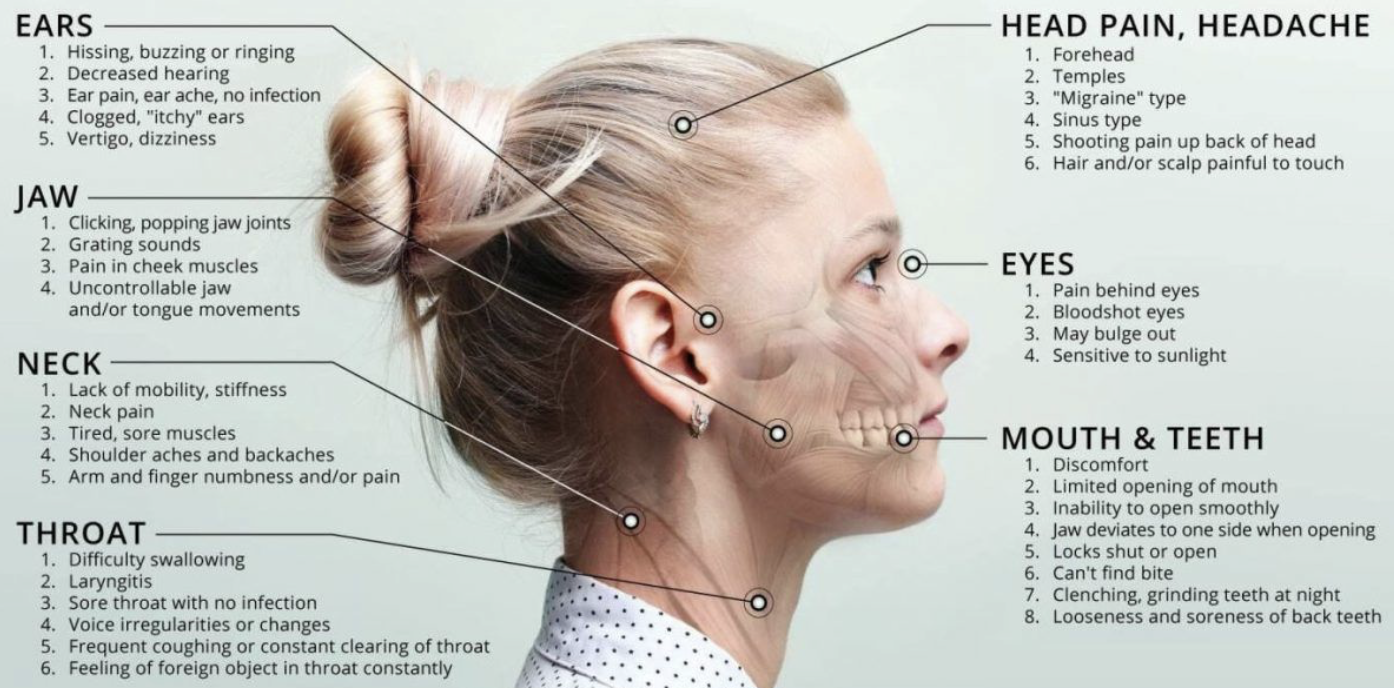 EARS
1. Hissing, buzzing or ringing
2. Decreased hearing
3. Ear pain, ear ache, no infection
4. Clogged, "itchy" ears
5. Vertigo, dizziness
JAW
1. Clicking, popping jaw joints
2. Grating sounds
3. Pain in cheek muscles
4. Uncontrollable jaw
and/or tongue movements
NECK
1. Lack of mobility, stiffness
2. Neck pain
3. Tired, sore muscles
4. Shoulder aches and backaches
5. Arm and finger numbness and/or pain
THROAT
1. Difficulty swallowing
2. Laryngitis
3. Sore throat with no infection
4. Voice irregularities or changes
5. Frequent coughing or constant clearing of throat
6. Feeling of foreign object in throat constantly
HEAD PAIN, HEADACHE
1. Forehead
2. Temples
3. "Migraine" type
4. Sinus type
5. Shooting pain up back of head
6. Hair and/or scalp painful to touch
EYES
1. Pain behind eyes
2. Bloodshot eyes
3. May bulge out
4. Sensitive to sunlight
MOUTH & TEETH
1. Discomfort
2. Limited opening of mouth
3. Inability to open smoothly
4. Jaw deviates to one side when opening
5. Locks shut or open
6. Can't find bite
7. Clenching, grinding teeth at night
8. Looseness and soreness of back teeth